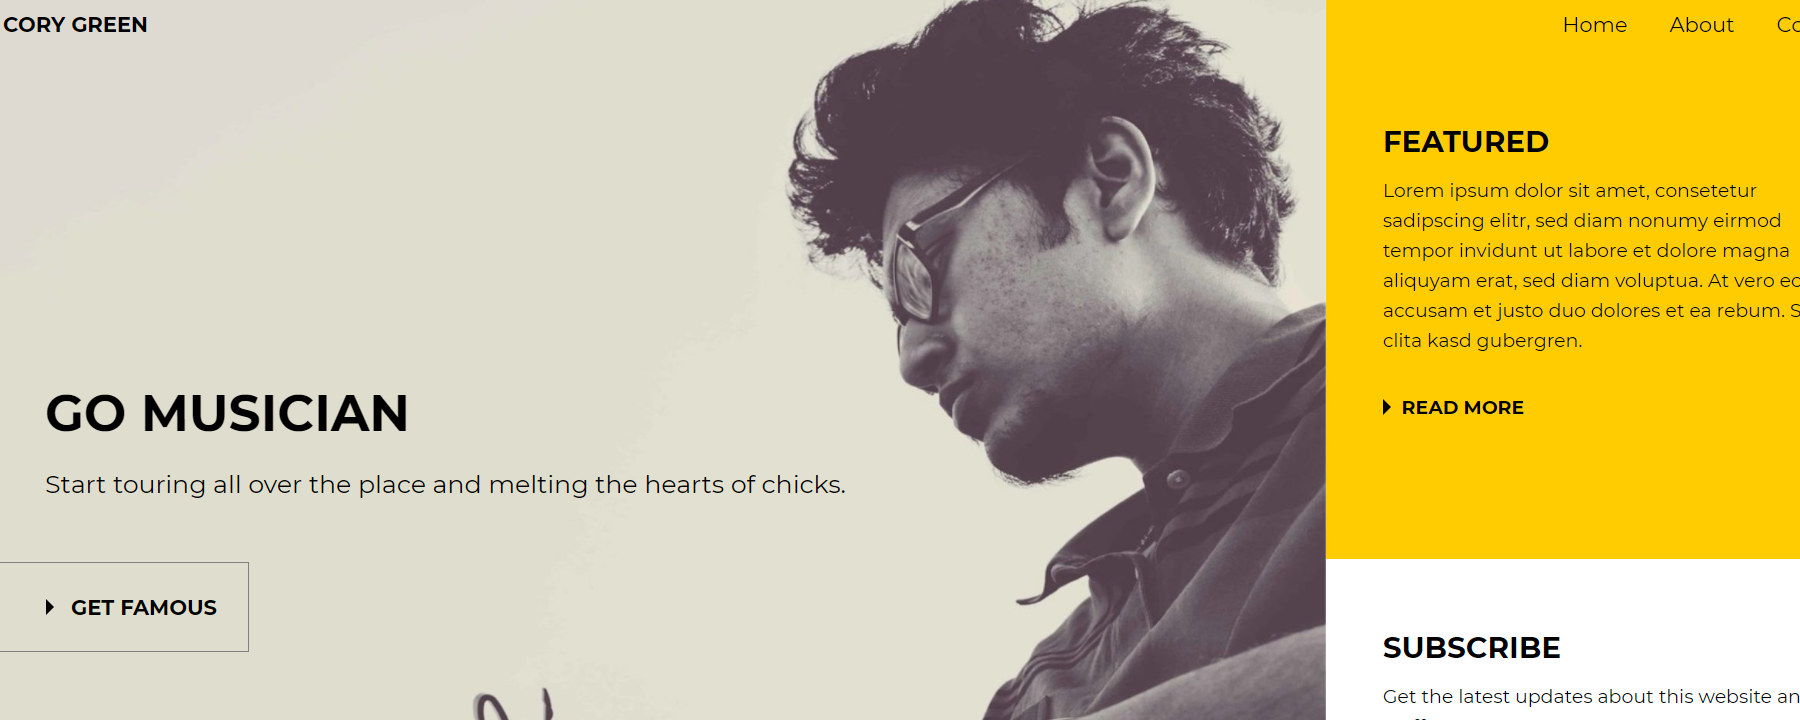 CORY GREEN
Home About
GO MUSICIAN
Start touring all over the place and melting the hearts of chicks.
GET FAMOUS
FEATURED
Lorem ipsum dolor sit amet, consetetur
sadipscing elitr, sed diam nonumy eirmod
tempor invidunt ut labore et dolore magna
aliquyam erat, sed diam voluptua. At vero
accusam et justo duo dolores et ea rebum.
clita kasd gubergren.
READ MORE
SUBSCRIBE
Get the latest updates about this website